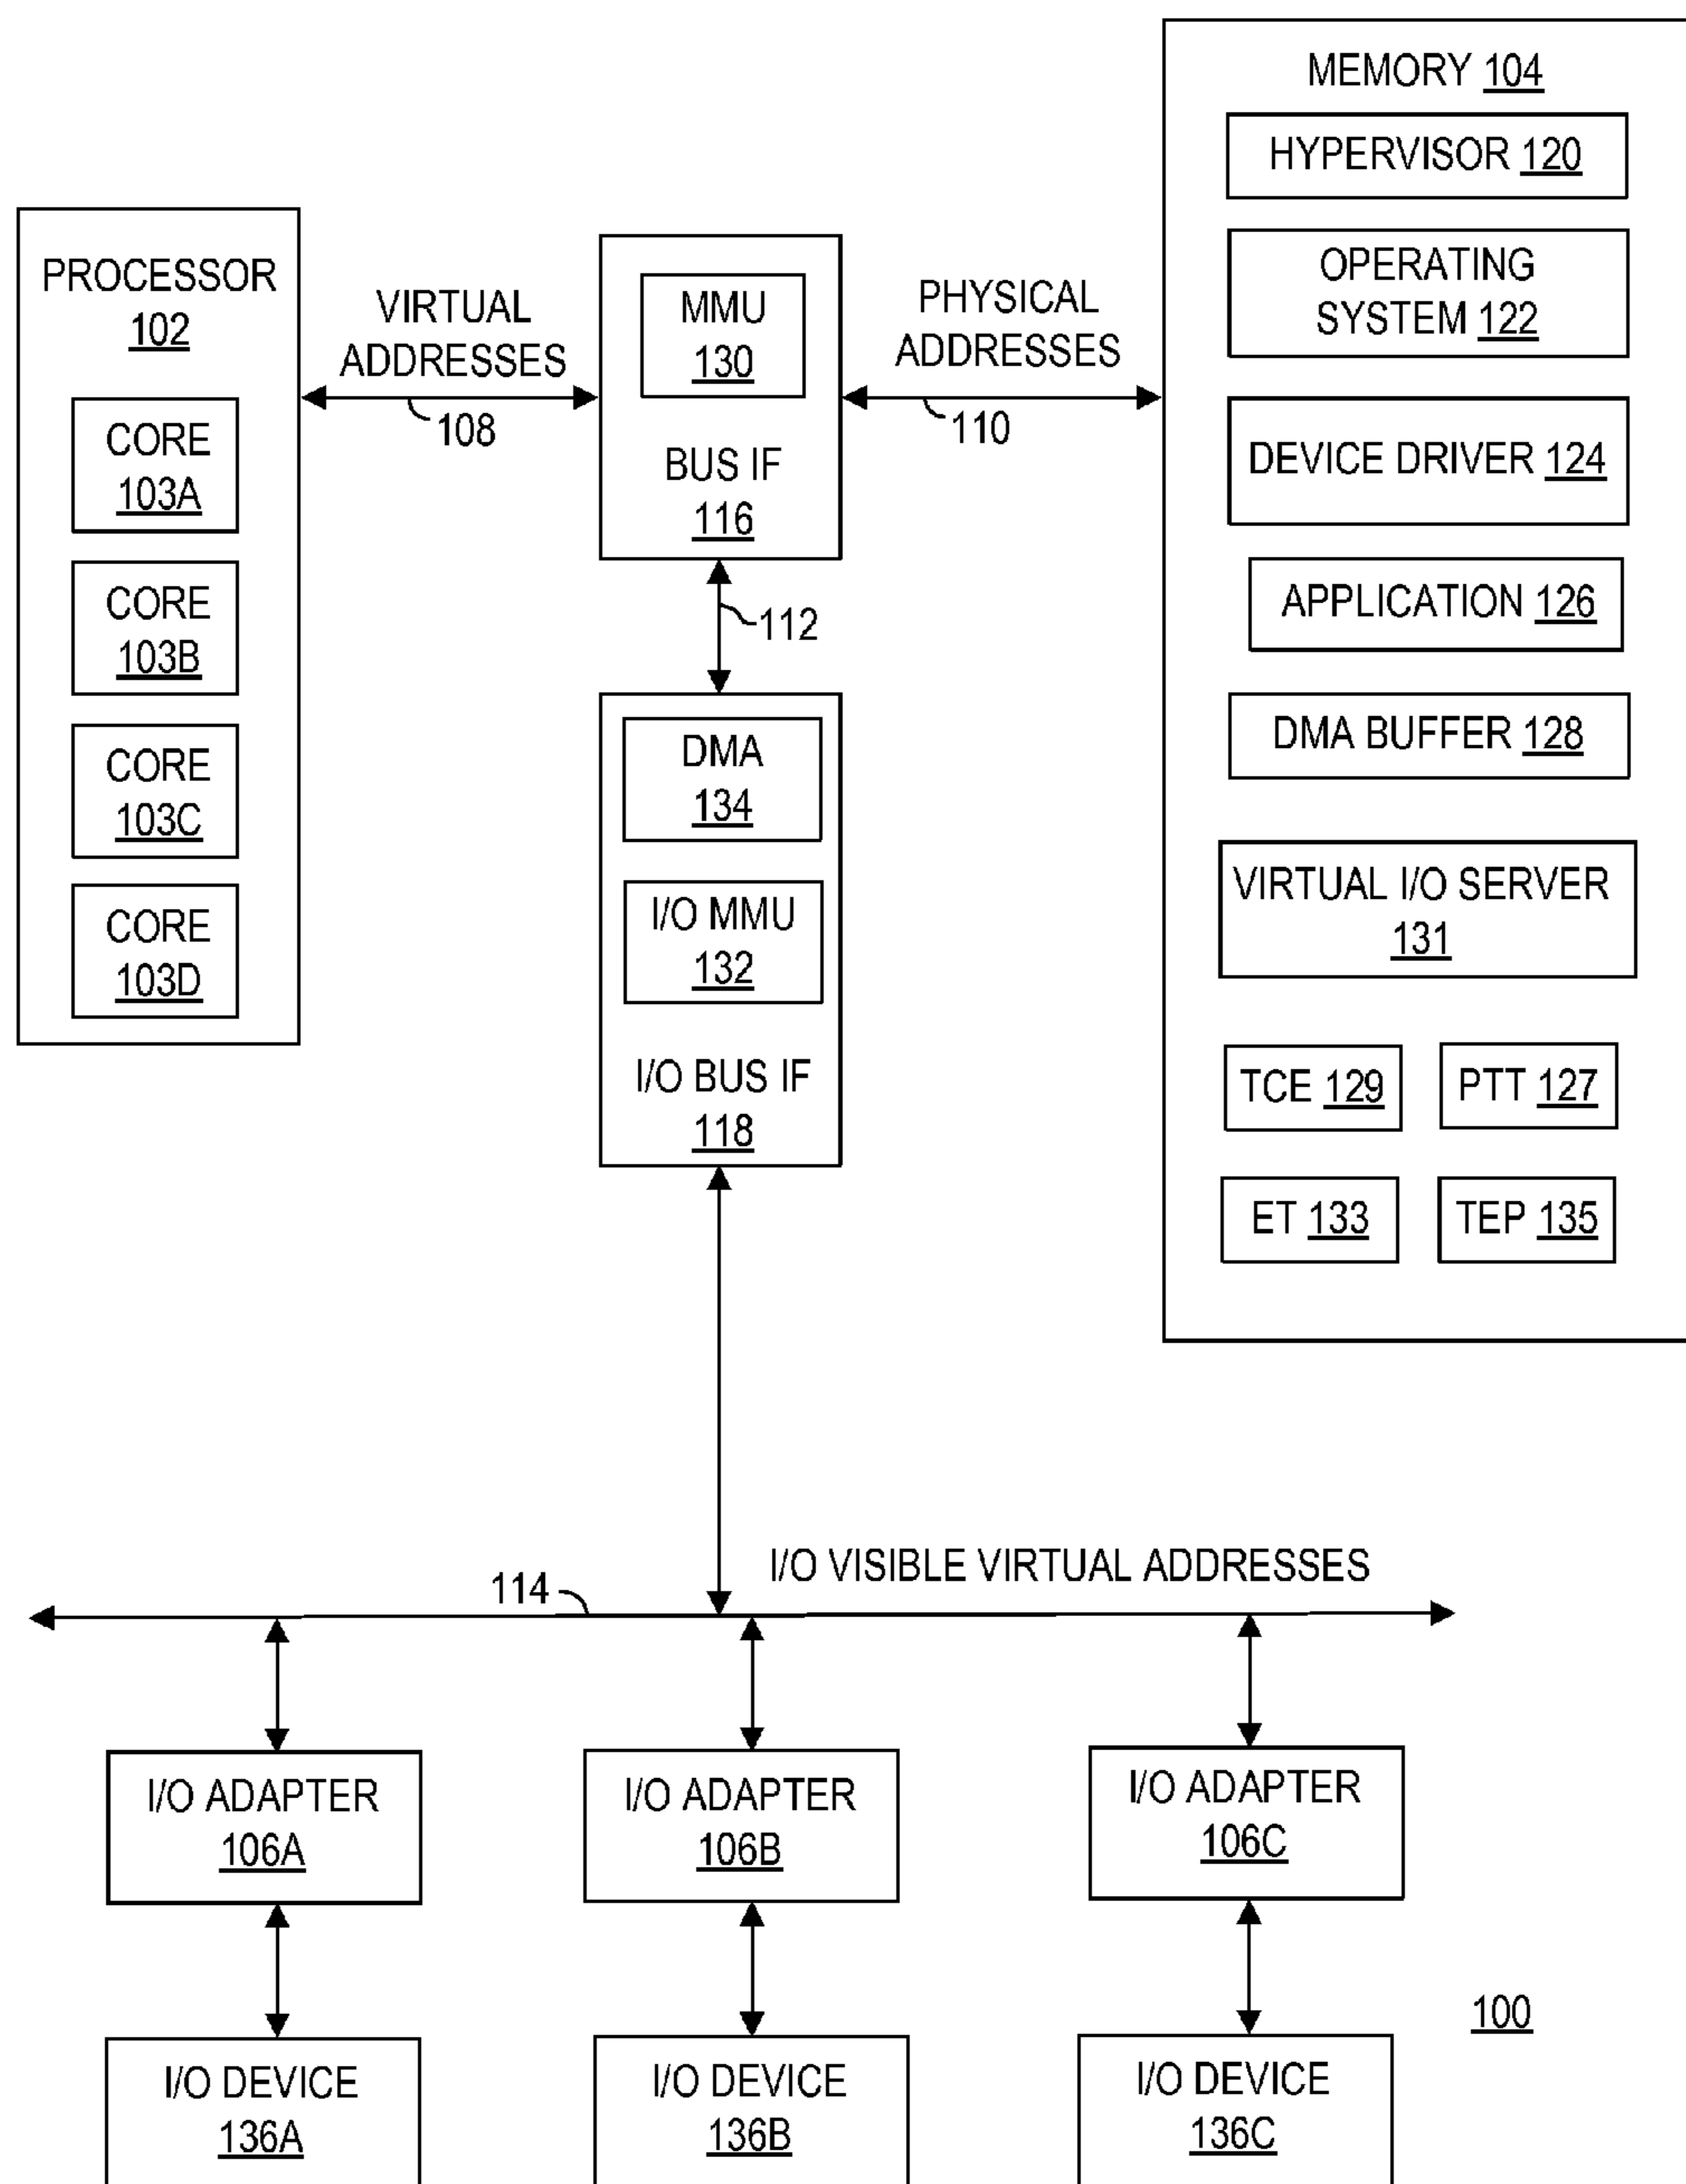 MEMORY 104
HYPERVISOR 120
OPERATING
SYSTEM 122
DEVICE DRIVER 124
APPLICATION 126
DMA BUFFER 128
VIRTUAL I/O SERVER
131
TCE 129
PTT 127
ET 133
TEP 135
PROCESSOR
102
CORE
103A
CORE
103B
CORE
103C
CORE
103D
VIRTUAL
ADDRESSES
108
MMU
130
BUS IF
116
PHYSICAL
ADDRESSES
110
112
DMA
134
I/O MMU
132
I/O BUS IF
118
I/O VISIBLE VIRTUAL ADDRESSES
114
I/O ADAPTER
106A
I/O ADAPTER
106B
I/O ADAPTER
106C
I/O DEVICE
136A
I/O DEVICE
136B
I/O DEVICE
136C
100